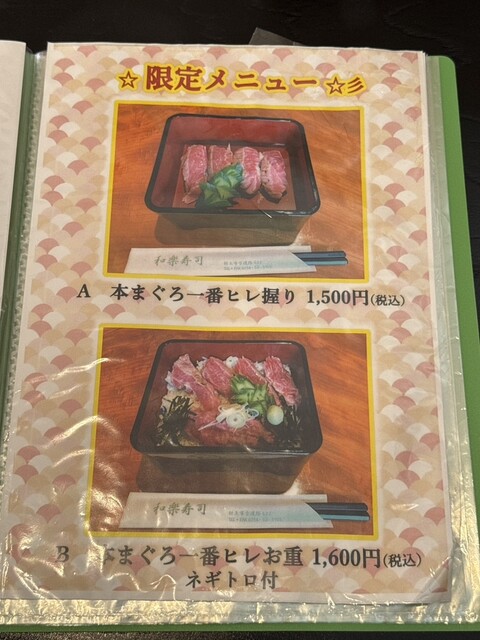 ☆限定メニュー☆彡
和楽寿司
A 本まぐろ一番ヒレ握り 1,500円(税込)
和楽寿司
B 本まぐろ一番ヒレお重 1,600円(税込)
ネギトロ付